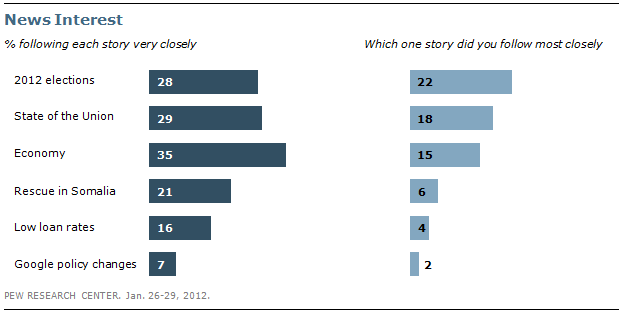 News Interest
% following each story very closely Which one story did you follow most closely
2012 elections 28 22
State of the Union 29 18
Economy 35 15
Rescue in Somalia 21 6
Low loan rates 16 4
Google policy changes 7 2
PEW RESEARCH CENTER. Jan. 26-29, 2012.